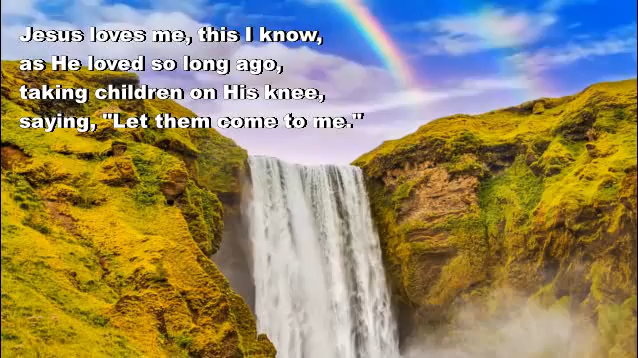 Jesus loves me, this I know,
as He loved so long ago,
taking children on His knee,
saying, "Let them come to me."